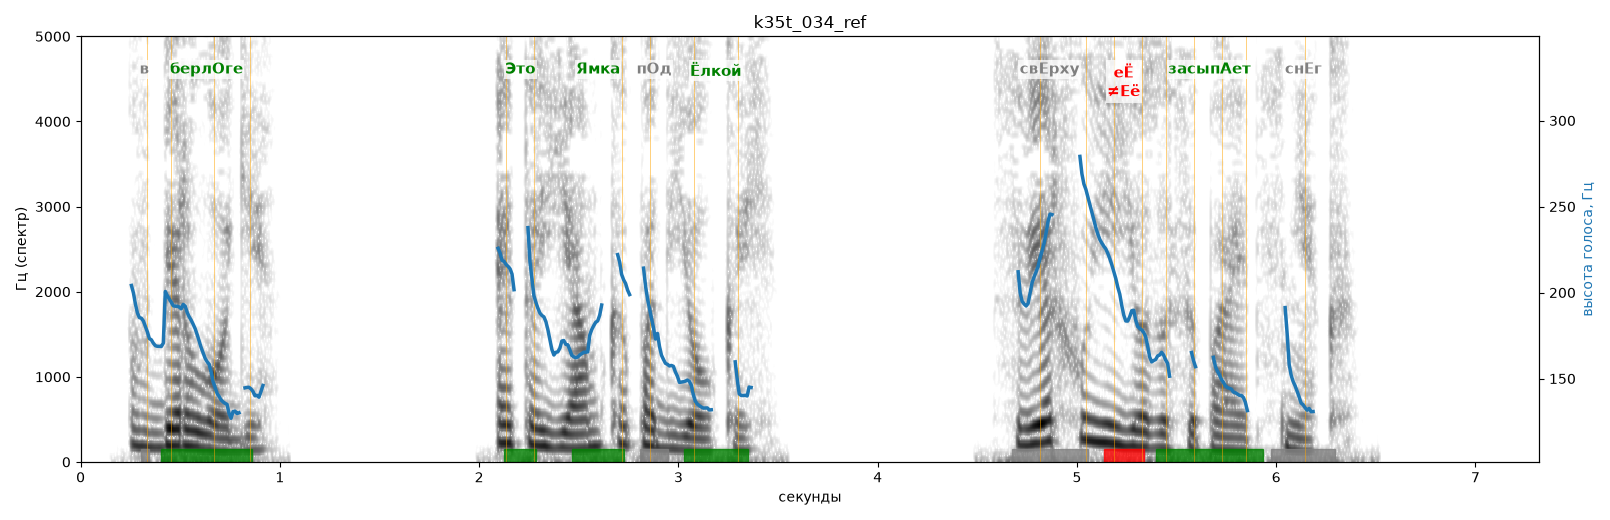 k35t_034_ref
Гц (спектр)
5000
4000
3000
2000
1000
0
в берлОге Это Ямка пОд Ёлкой свЕрху еЁ засыпАет снЕг
≠Её
300
250
200
150
высота голоса, Гц
0 1 2 3 4 5 6 7
секунды